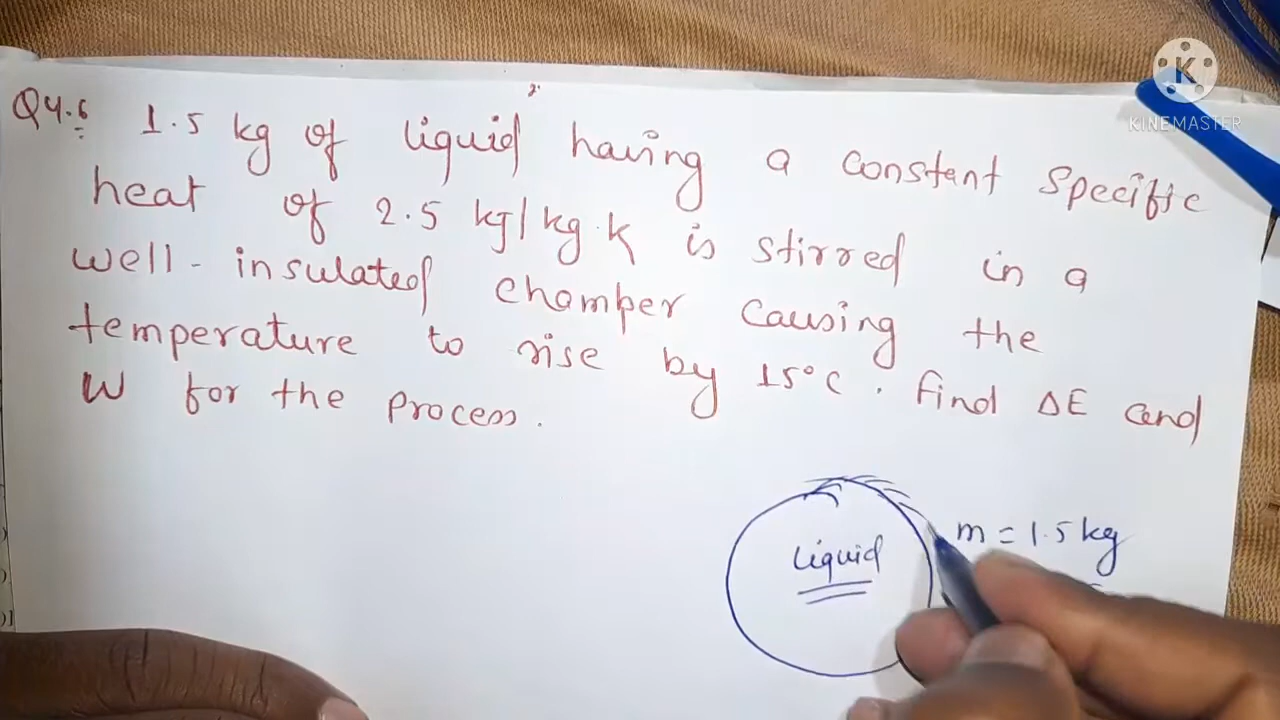 Q4.6 1.5 kg of liquid having a constant specific
heat of 2.5 kJ/kg.K is stirred in a
well-insulated chamber causing the
temperature to rise by 15°C. find ΔE and
W for the process.
liquid
m = 1.5 kg
K
KINEMASTER